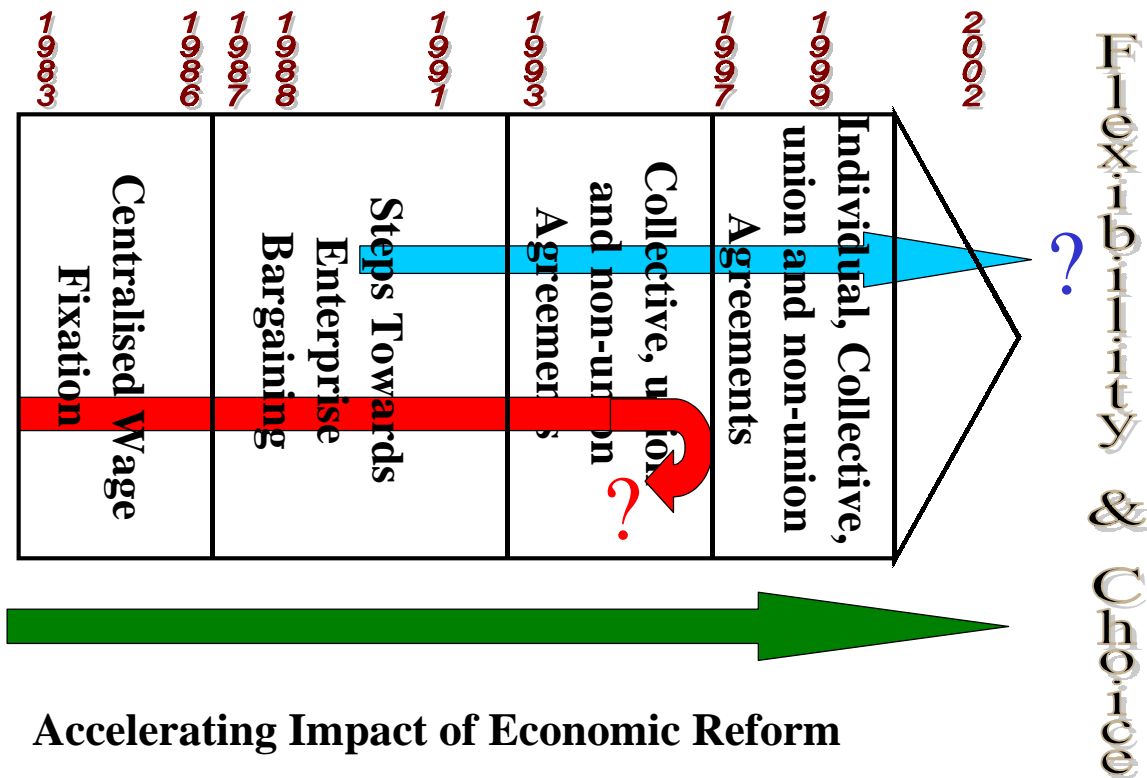 1983
1986
1987
1988
1991
1993
1997
1999
2002
Centralised Wage
Fixation
Steps Towards
Enterprise
Bargaining
Collective, union
and non-union
Agreements
Individual, Collective,
union and non-union
Agreements
?
?
Flexibility & Choice
Accelerating Impact of Economic Reform